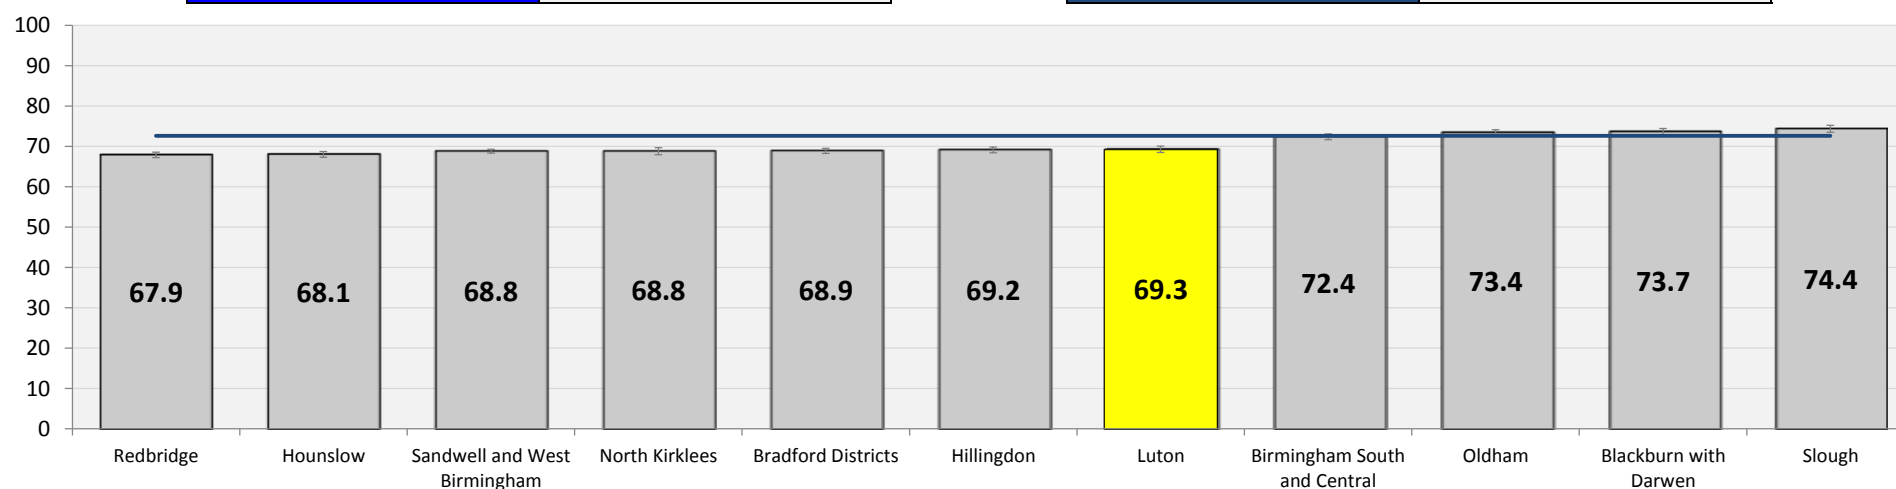 100
90
80
70
60
50
40
30
20
10
0
67.9
68.1
68.8
68.8
68.9
69.2
69.3
72.4
73.4
73.7
74.4
Redbridge
Hounslow
Sandwell and West
Birmingham
North Kirklees
Bradford Districts
Hillingdon
Luton
Birmingham South
and Central
Oldham
Blackburn with
Darwen
Slough